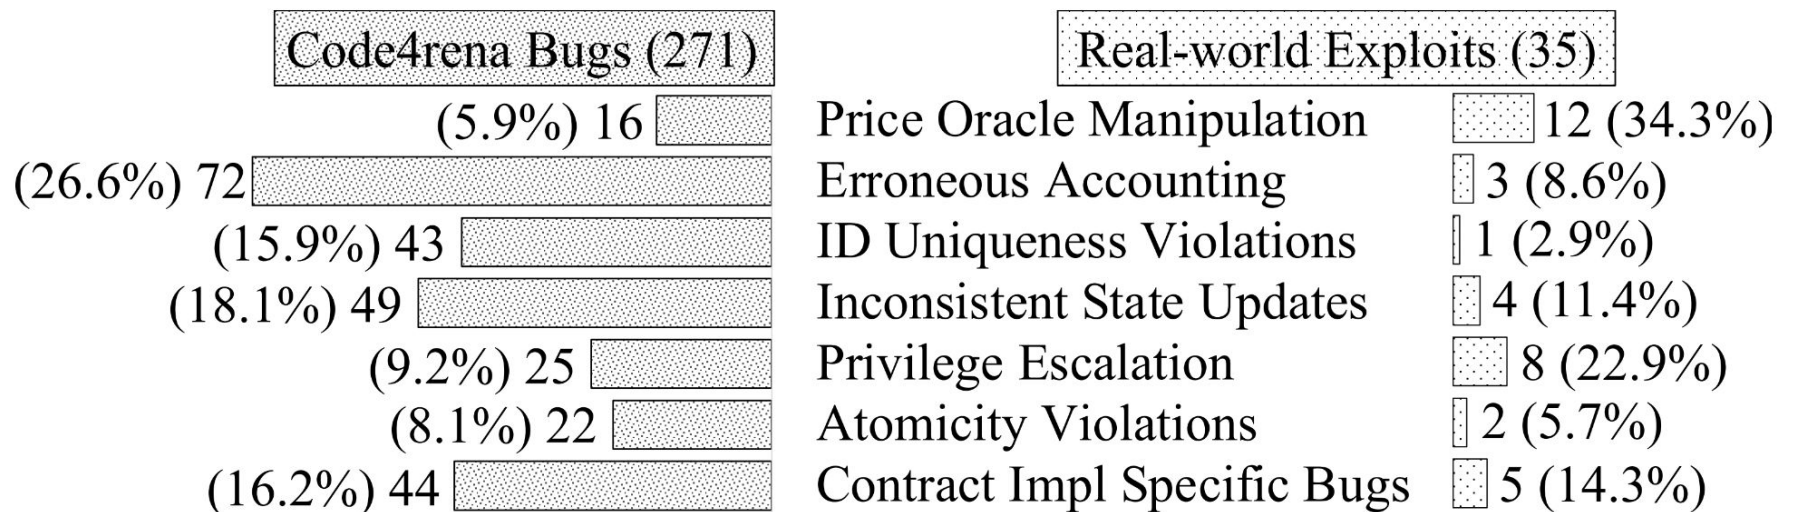 Code4rena Bugs (271) Real-world Exploits (35)
(5.9%) 16 Price Oracle Manipulation 12 (34.3%)
(26.6%) 72 Erroneous Accounting 3 (8.6%)
(15.9%) 43 ID Uniqueness Violations 1 (2.9%)
(18.1%) 49 Inconsistent State Updates 4 (11.4%)
(9.2%) 25 Privilege Escalation 8 (22.9%)
(8.1%) 22 Atomicity Violations 2 (5.7%)
(16.2%) 44 Contract Impl Specific Bugs 5 (14.3%)